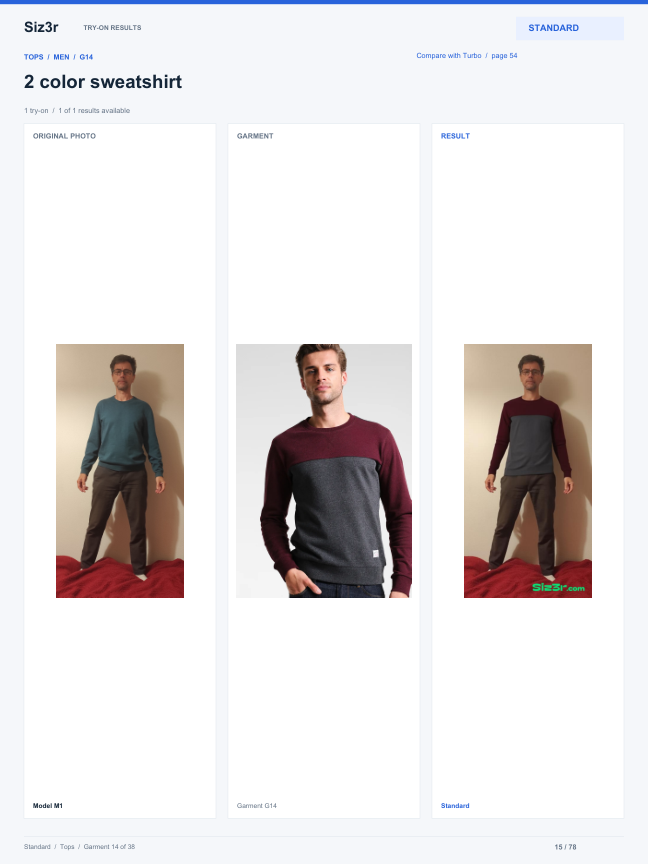 Siz3r TRY-ON RESULTS STANDARD
TOPS / MEN / G14 Compare with Turbo / page 54
2 color sweatshirt
1 try-on / 1 of 1 results available
ORIGINAL PHOTO GARMENT RESULT
Siz3r.com
Model M1 Garment G14 Standard
Standard / Tops / Garment 14 of 38 15 / 78